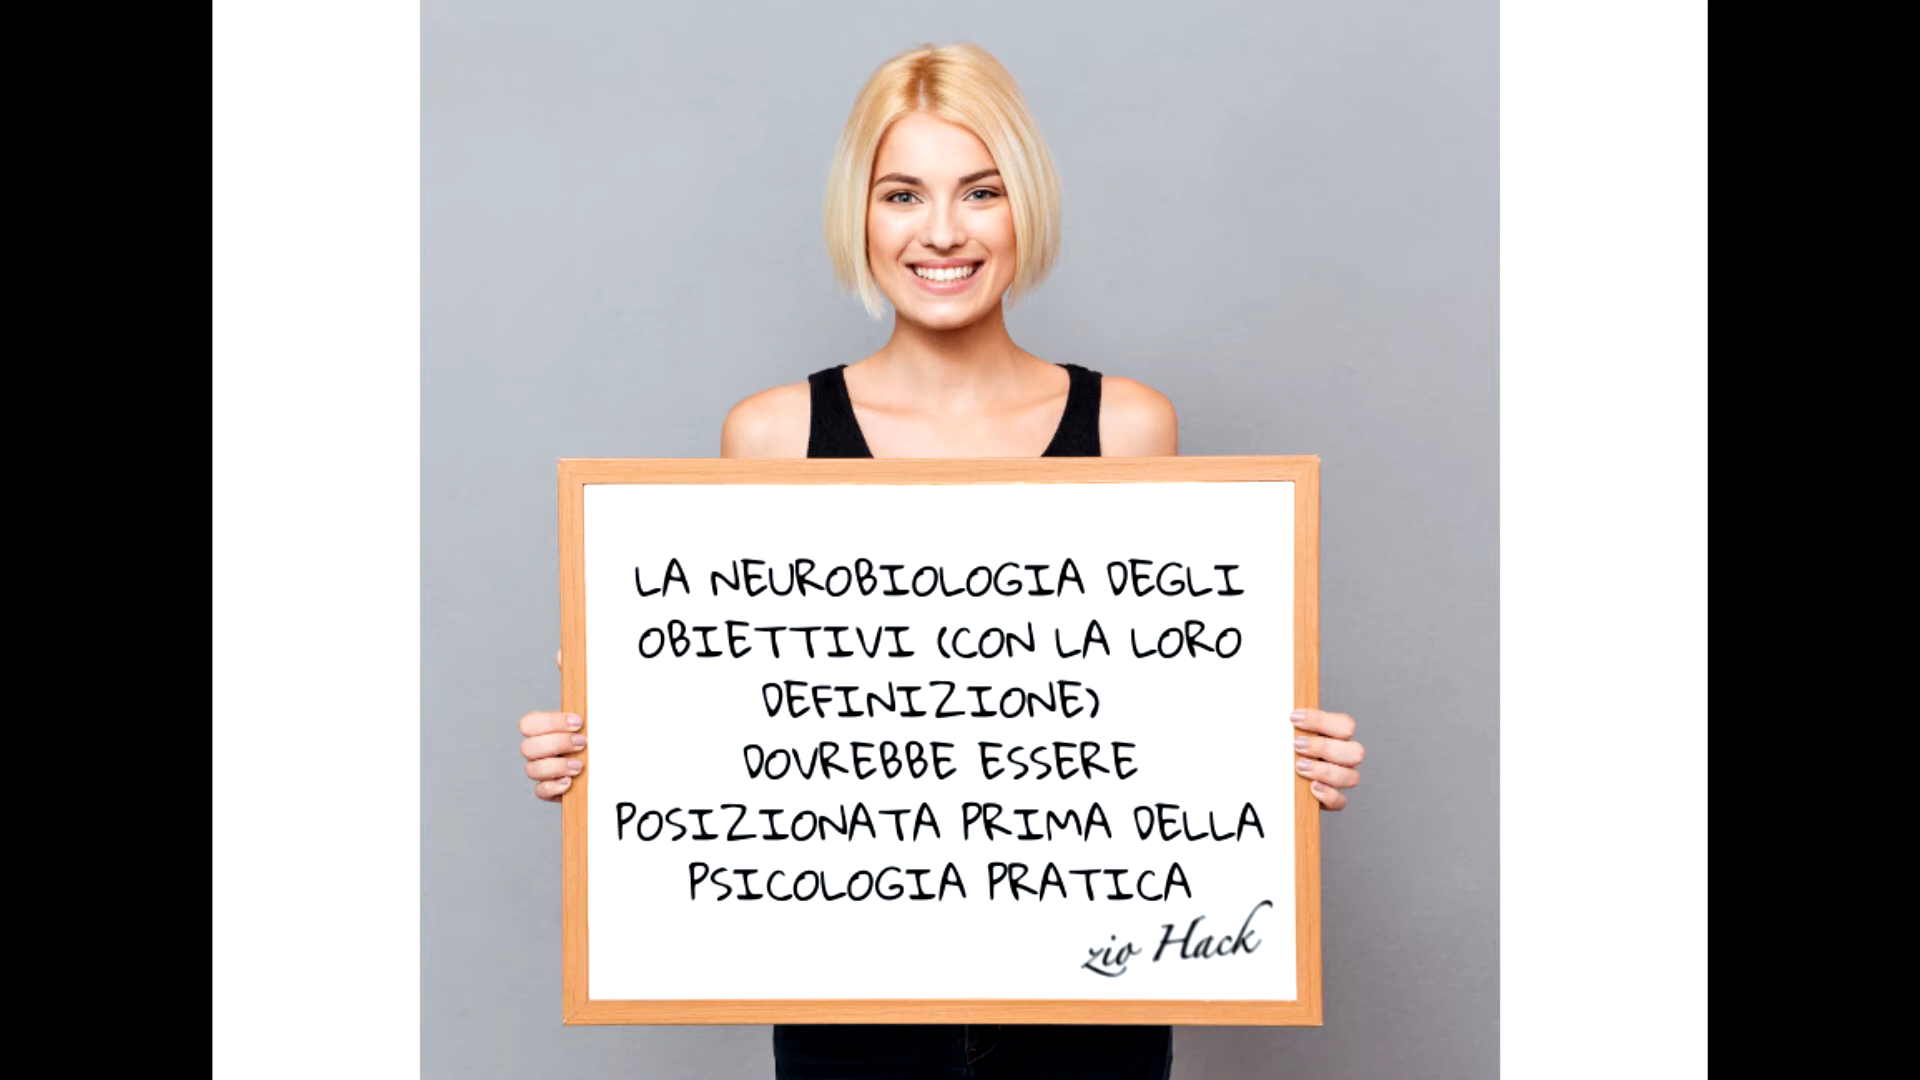 LA NEUROBIOLOGIA DEGLI
OBIETTIVI (CON LA LORO
DEFINIZIONE)
DOVREBBE ESSERE
POSIZIONATA PRIMA DELLA
PSICOLOGIA PRATICA
zio Hack